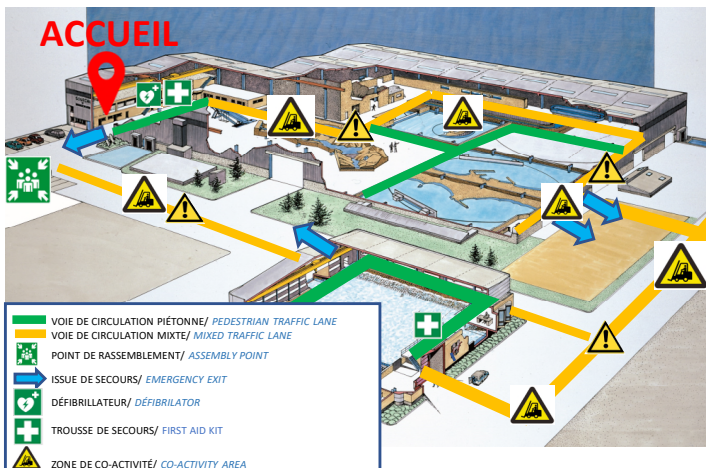 ACCUEIL
VOIE DE CIRCULATION PIÉTONNE/ PEDESTRIAN TRAFFIC LANE
VOIE DE CIRCULATION MIXTE/ MIXED TRAFFIC LANE
POINT DE RASSEMBLEMENT/ ASSEMBLY POINT
ISSUE DE SECOURS/ EMERGENCY EXIT
DÉFIBRILLATEUR/ DÉFIBRILATOR
TROUSSE DE SECOURS/ FIRST AID KIT
ZONE DE CO-ACTIVITÉ/ CO-ACTIVITY AREA